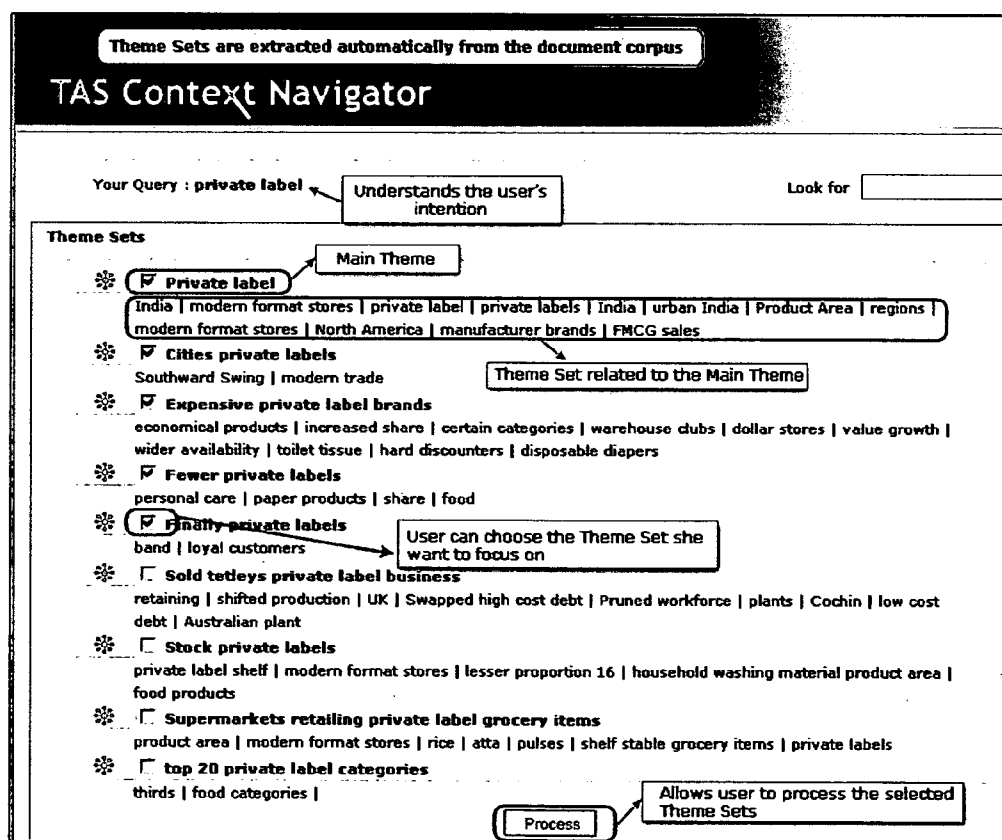 Theme Sets are extracted automatically from the document corpus
TAS Context Navigator
Your Query : private label
Understands the user's
intention
Look for
Theme Sets
Main Theme
Private label
India | modern format stores | private label | private labels | India | urban India | Product Area | regions |
modern format stores | North America | manufacturer brands | FMCG sales
Cities private labels
Southward Swing | modern trade
Theme Set related to the Main Theme
Expensive private label brands
economical products | increased share | certain categories | warehouse clubs | dollar stores | value growth |
wider availability | toilet tissue | hard discounters | disposable diapers
Fewer private labels
personal care | paper products | share | food
Finally private labels
band | loyal customers
User can choose the Theme Set she
want to focus on
Sold tetleys private label business
retaining | shifted production | UK | Swapped high cost debt | Pruned workforce | plants | Cochin | low cost
debt | Australian plant
Stock private labels
private label shelf | modern format stores | lesser proportion 16 | household washing material product area |
food products
Supermarkets retailing private label grocery items
product area | modern format stores | rice | atta | pulses | shelf stable grocery items | private labels
top 20 private label categories
thirds | food categories |
Process
Allows user to process the selected
Theme Sets